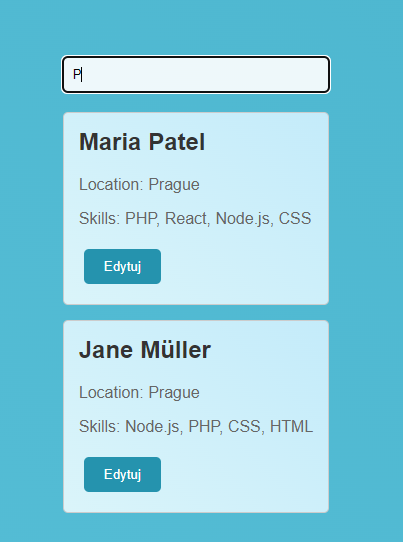 P
Maria Patel
Location: Prague
Skills: PHP, React, Node.js, CSS
Edytuj
Jane Müller
Location: Prague
Skills: Node.js, PHP, CSS, HTML
Edytuj